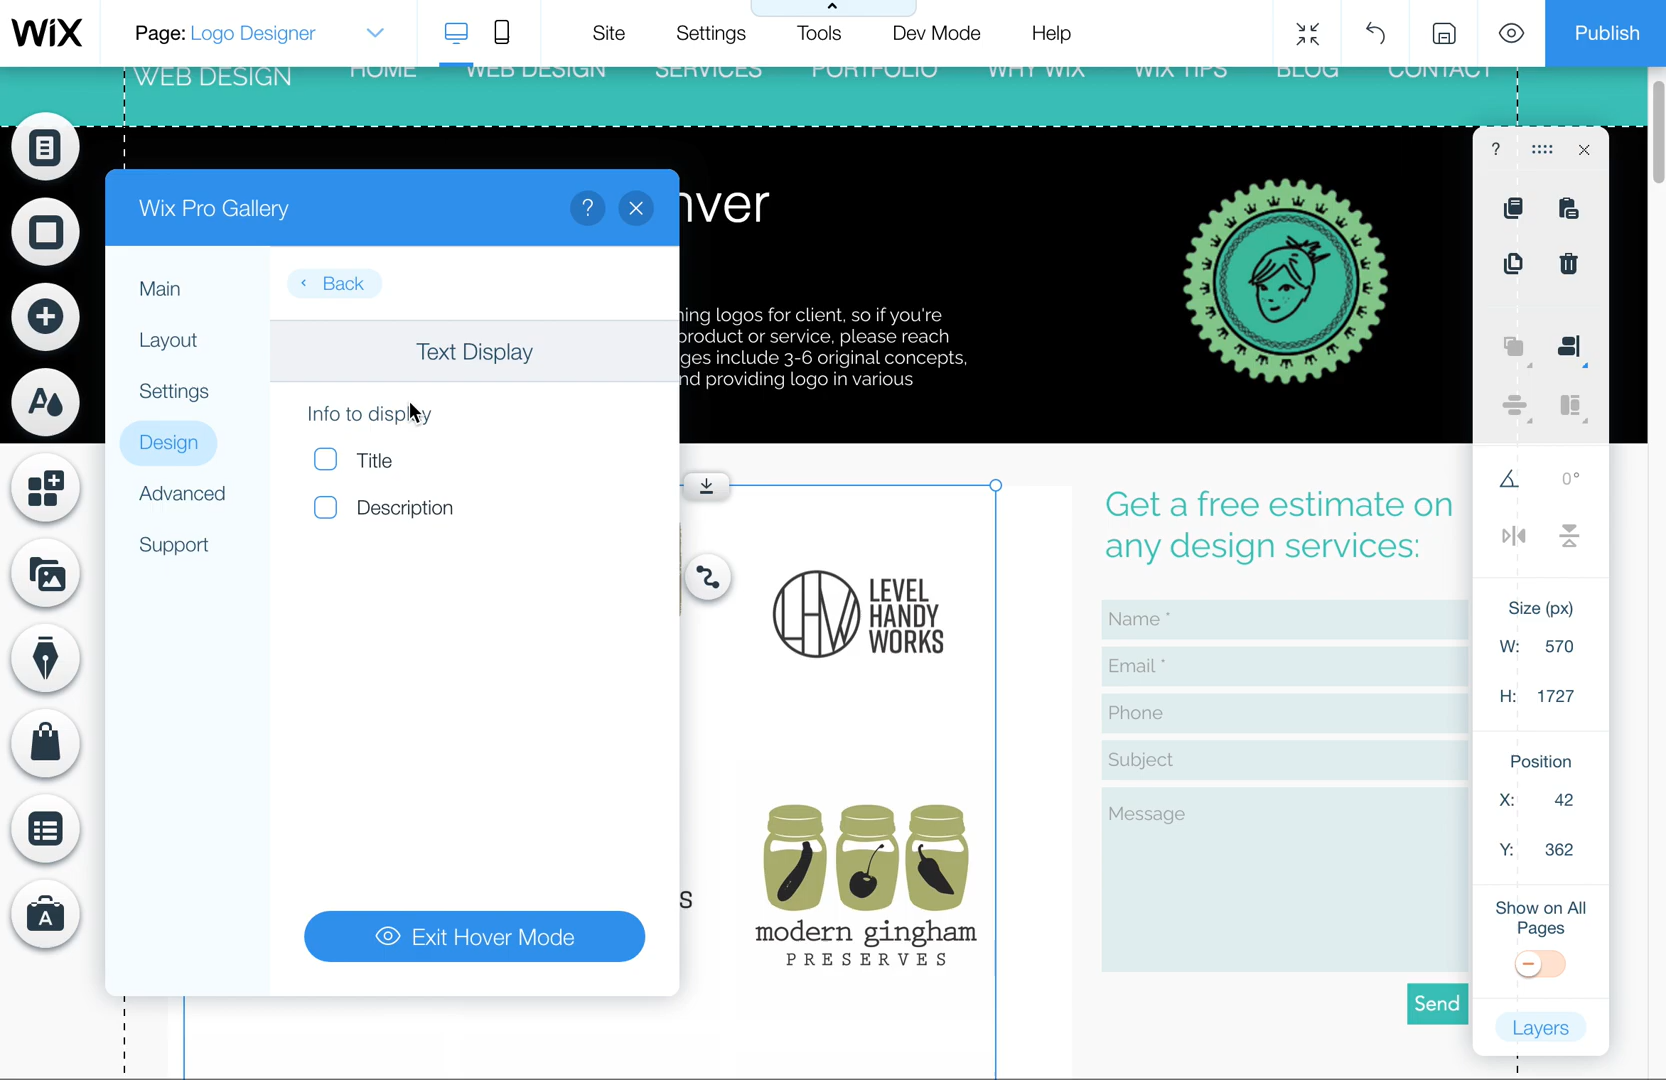 WIX
Page: Logo Designer
Site
Settings
Tools
Dev Mode
Help
Publish
WEB DESIGN
HOME
WEB DESIGN
SERVICES
PORTFOLIO
WHY WIX
WIX TIPS
BLOG
CONTACT
Wix Pro Gallery
?
Main
Layout
Settings
Design
Advanced
Support
Back
Text Display
Info to display
Title
Description
Exit Hover Mode
nver
ning logos for client, so if you're
product or service, please reach
ges include 3-6 original concepts,
nd providing logo in various
LEVEL
HANDY
WORKS
s
modern gingham
PRESERVES
Get a free estimate on
any design services:
Name *
Email *
Phone
Subject
Message
Send
?
0°
Size (px)
W: 570
H: 1727
Position
X: 42
Y: 362
Show on All
Pages
Layers